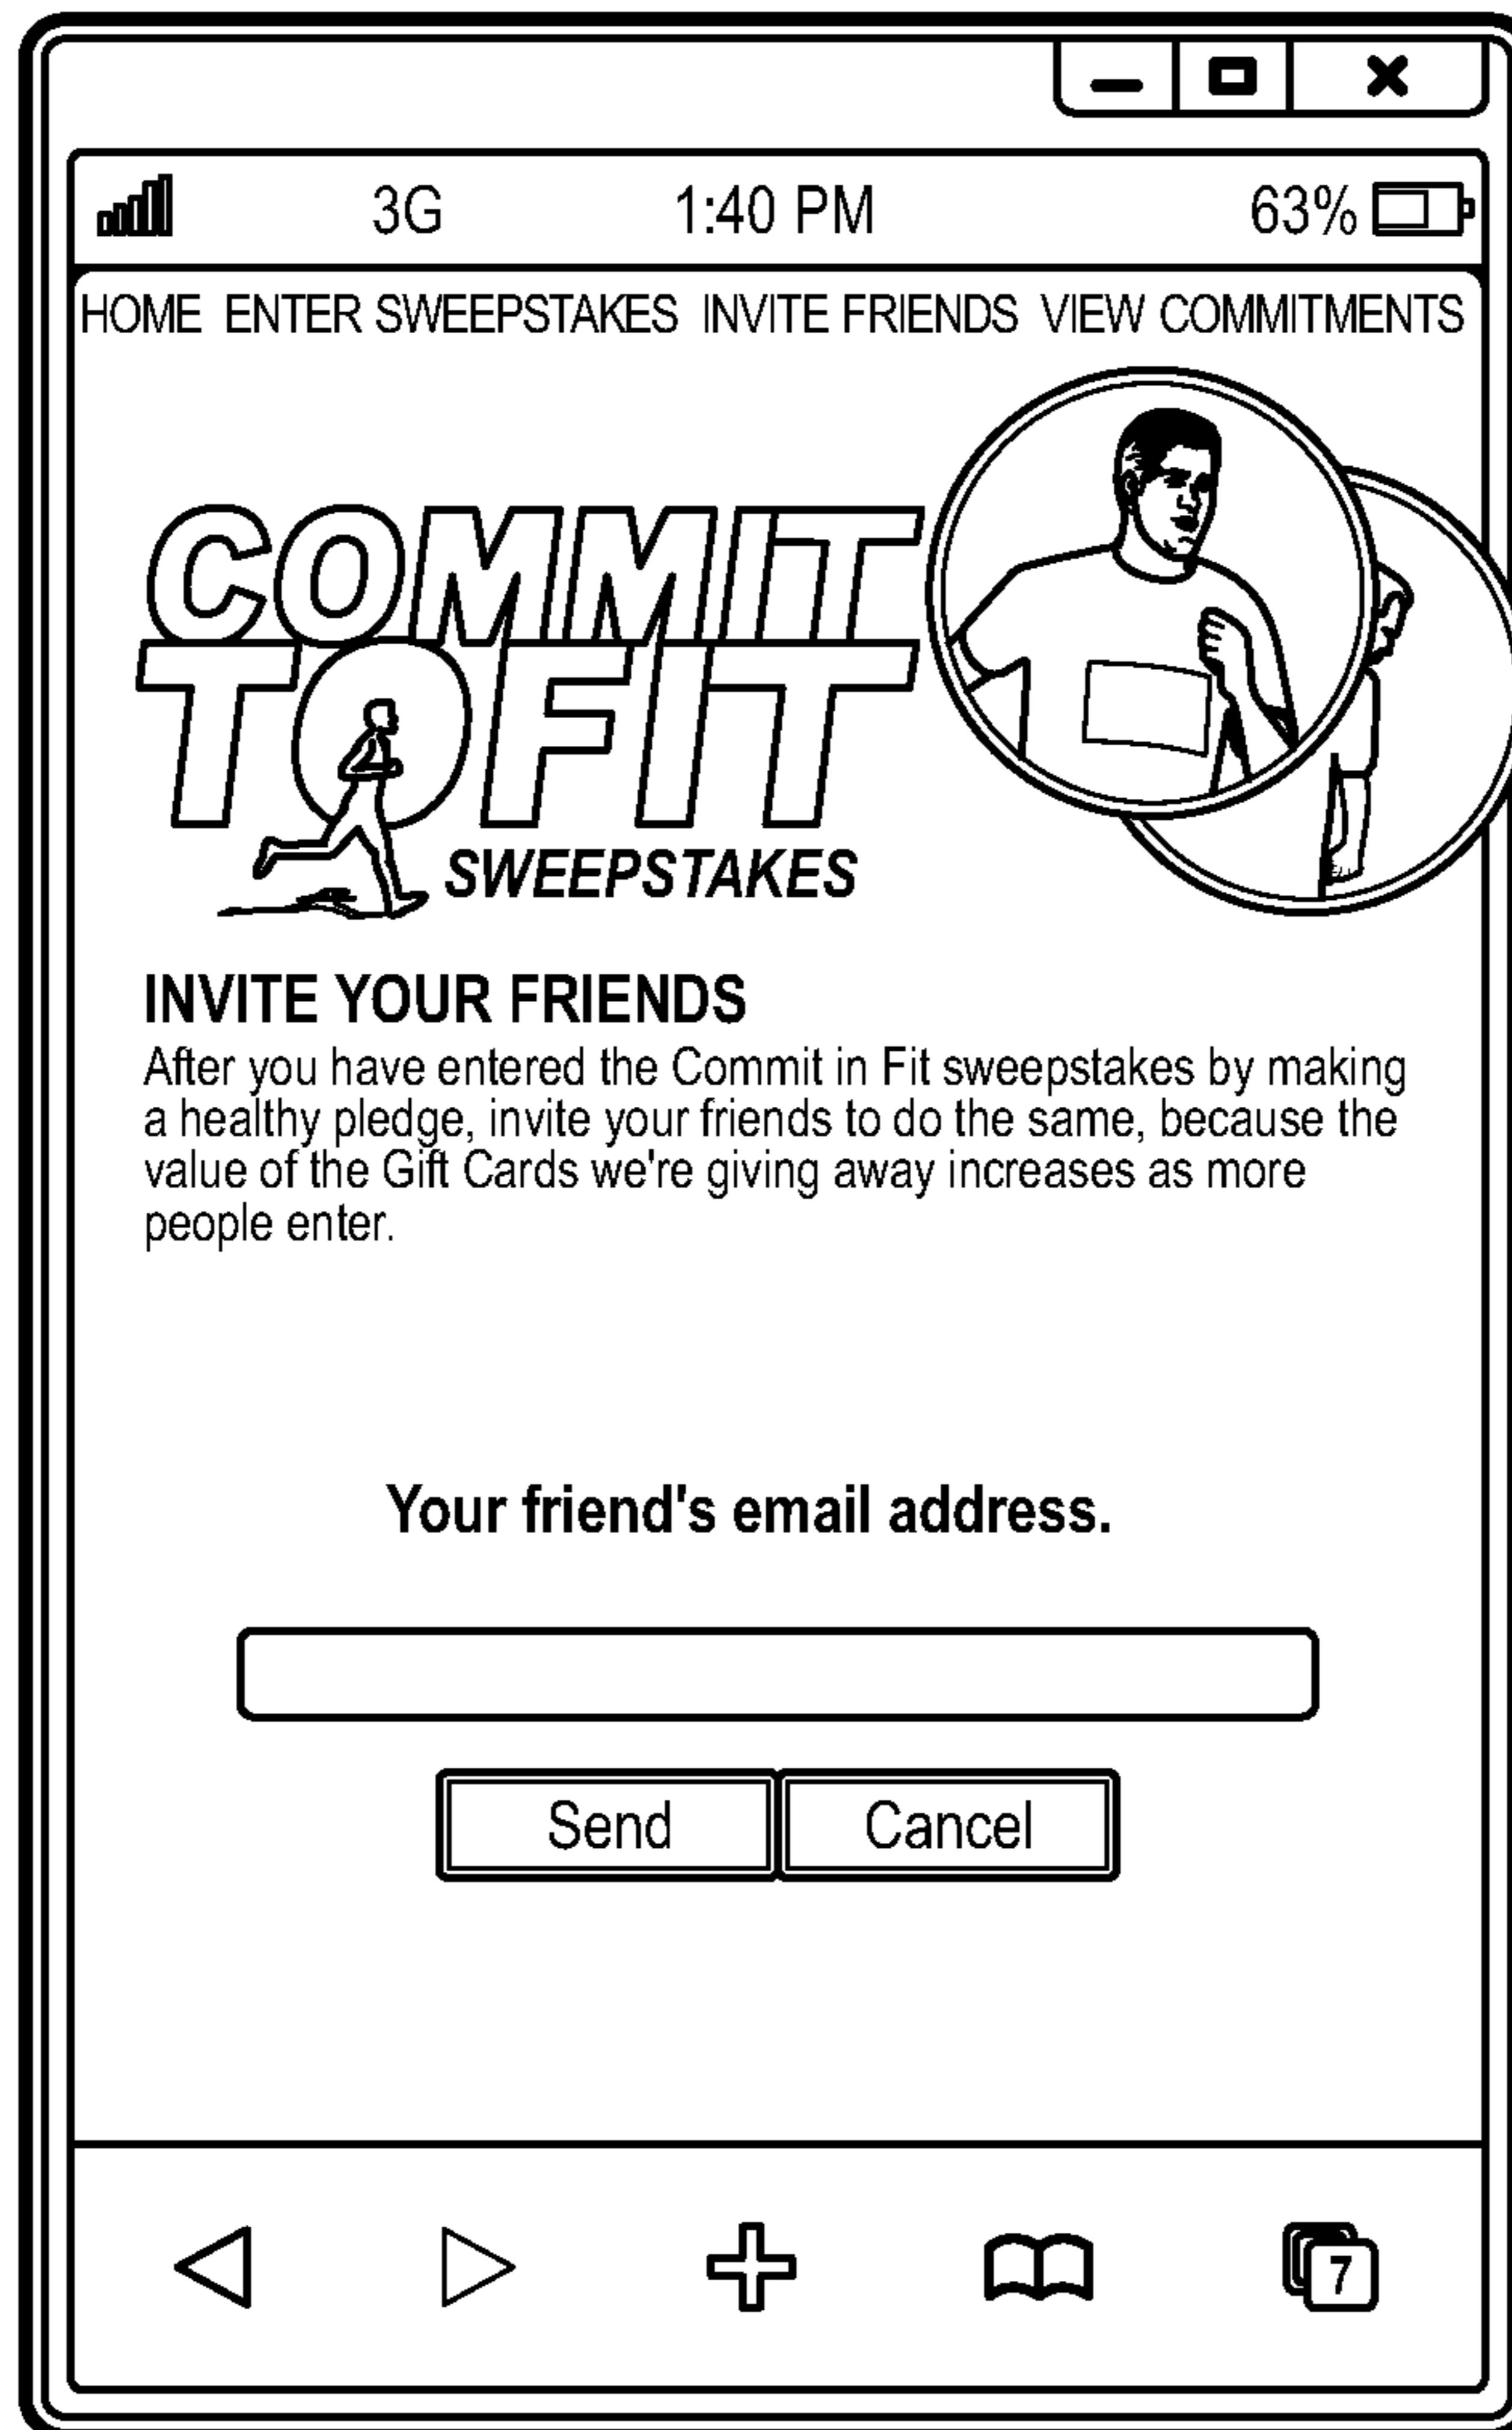 3G 1:40 PM 63%
HOME ENTER SWEEPSTAKES INVITE FRIENDS VIEW COMMITMENTS
COMMIT
TO FIT
SWEEPSTAKES
INVITE YOUR FRIENDS
After you have entered the Commit in Fit sweepstakes by making
a healthy pledge, invite your friends to do the same, because the
value of the Gift Cards we're giving away increases as more
people enter.
Your friend's email address.
Send Cancel
7